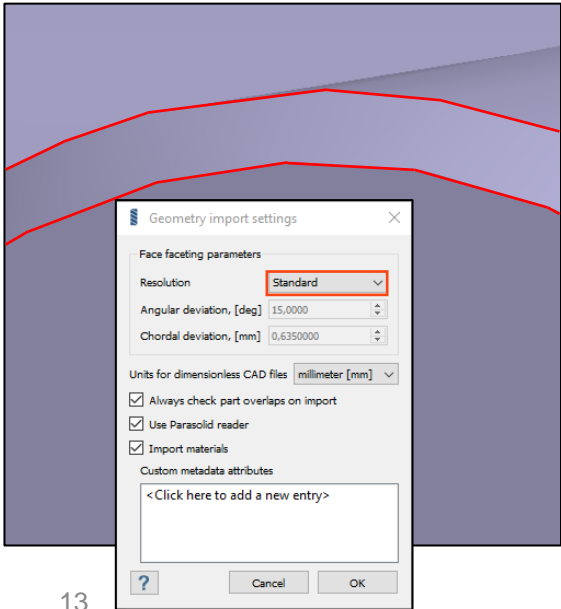 Geometry import settings
Face faceting parameters
Resolution Standard
Angular deviation, [deg] 15,0000
Chordal deviation, [mm] 0,6350000
Units for dimensionless CAD files millimeter [mm]
Always check part overlaps on import
Use Parasolid reader
Import materials
Custom metadata attributes
<Click here to add a new entry>
? Cancel OK
13